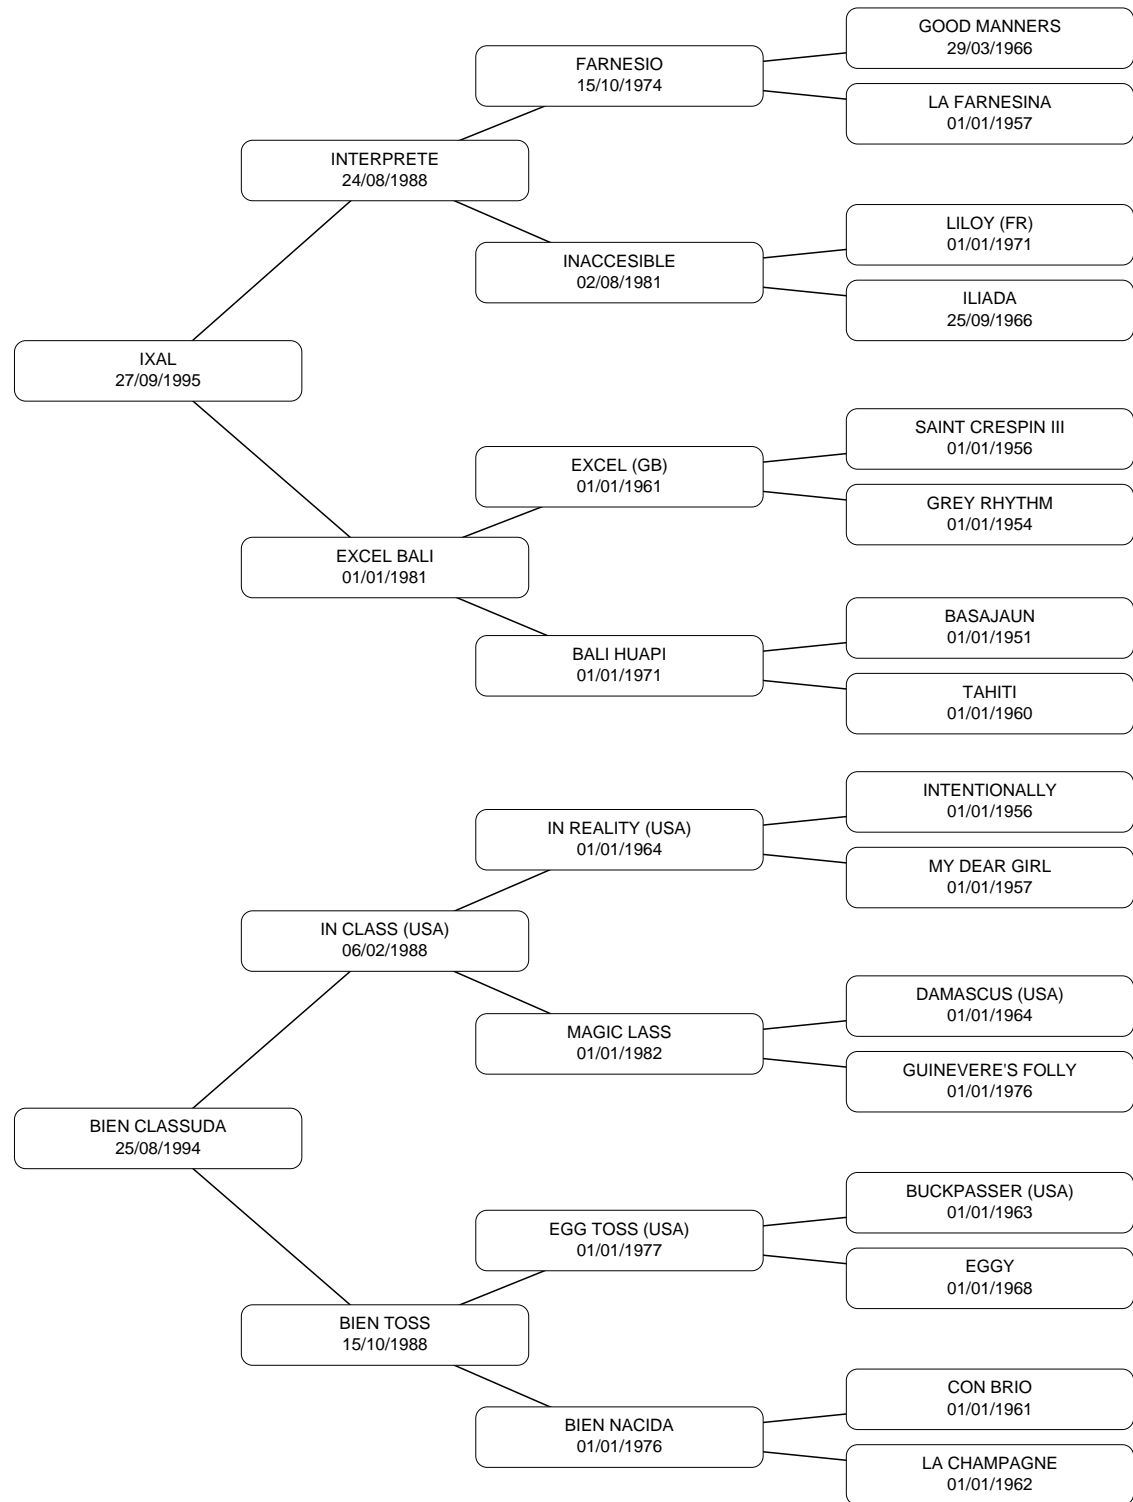 GOOD MANNERS
29/03/1966
FARNESIO
15/10/1974
LA FARNESINA
01/01/1957
INTERPRETE
24/08/1988
LILOY (FR)
01/01/1971
INACCESIBLE
02/08/1981
ILIADA
25/09/1966
IXAL
27/09/1995
SAINT CRESPIN III
01/01/1956
EXCEL (GB)
01/01/1961
GREY RHYTHM
01/01/1954
EXCEL BALI
01/01/1981
BASAJAUN
01/01/1951
BALI HUAPI
01/01/1971
TAHITI
01/01/1960
INTENTIONALLY
01/01/1956
IN REALITY (USA)
01/01/1964
MY DEAR GIRL
01/01/1957
IN CLASS (USA)
06/02/1988
DAMASCUS (USA)
01/01/1964
MAGIC LASS
01/01/1982
GUINEVERE'S FOLLY
01/01/1976
BIEN CLASSUDA
25/08/1994
BUCKPASSER (USA)
01/01/1963
EGG TOSS (USA)
01/01/1977
EGGY
01/01/1968
BIEN TOSS
15/10/1988
CON BRIO
01/01/1961
BIEN NACIDA
01/01/1976
LA CHAMPAGNE
01/01/1962